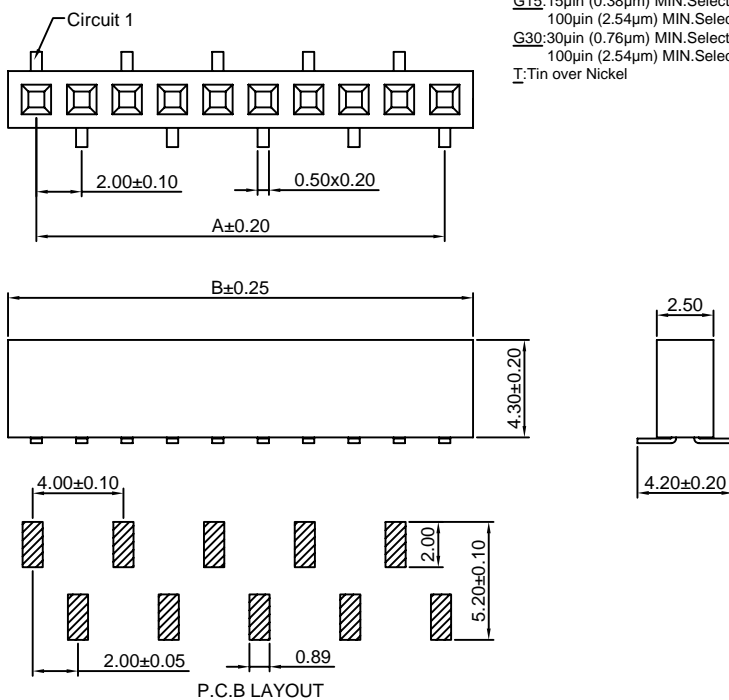 G15:15µin (0.38µm) MIN.Select
100µin (2.54µm) MIN.Selec
G30:30µin (0.76µm) MIN.Select
100µin (2.54µm) MIN.Selec
T:Tin over Nickel
Circuit 1
2.00±0.10
0.50x0.20
A±0.20
B±0.25
2.50
4.30±0.20
4.20±0.20
4.00±0.10
2.00
5.20±0.10
2.00±0.05
0.89
P.C.B LAYOUT